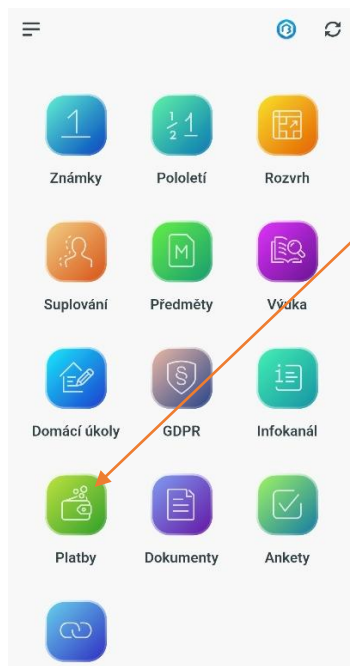 Známky Pololetí Rozvrh
Suplování Předměty Výuka
Domácí úkoly GDPR Infokanál
Platby Dokumenty Ankety